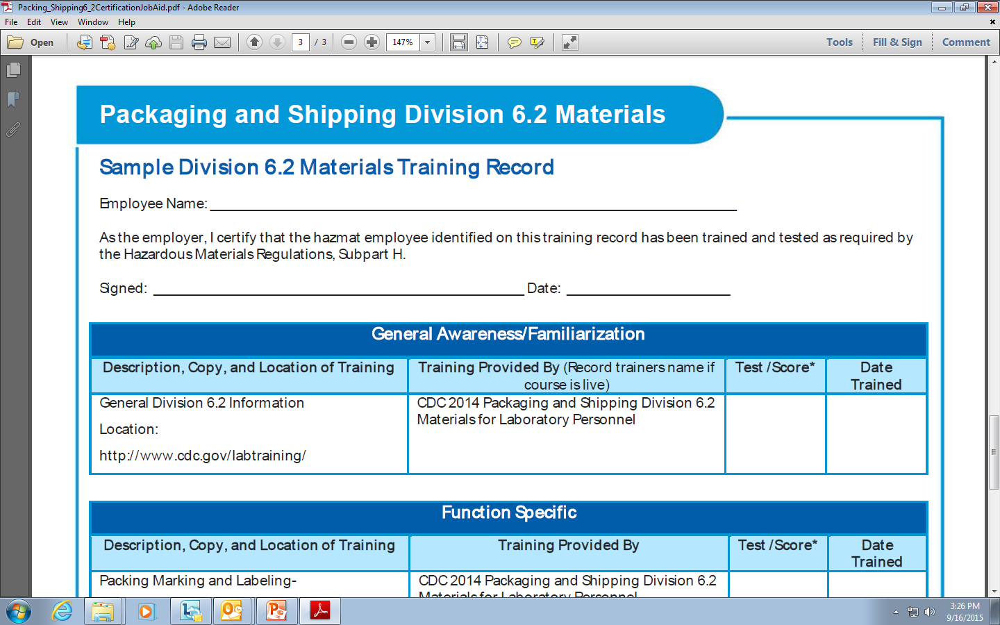 Packing_Shipping6_2CertificationJobAid.pdf - Adobe Reader
File Edit View Window Help
Open 3 / 3 147% Tools Fill & Sign Comment
Packaging and Shipping Division 6.2 Materials
Sample Division 6.2 Materials Training Record
Employee Name:
As the employer, I certify that the hazmat employee identified on this training record has been trained and tested as required by
the Hazardous Materials Regulations, Subpart H.
Signed: Date:
General Awareness/Familiarization
Description, Copy, and Location of Training Training Provided By (Record trainers name if course is live) Test /Score* Date Trained
General Division 6.2 Information
Location:
http://www.cdc.gov/labtraining/
CDC 2014 Packaging and Shipping Division 6.2
Materials for Laboratory Personnel
Function Specific
Description, Copy, and Location of Training Training Provided By Test /Score* Date Trained
Packing Marking and Labeling-
CDC 2014 Packaging and Shipping Division 6.2
Materials for Laboratory Personnel
3:26 PM
9/16/2015